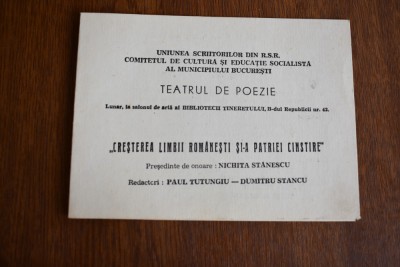 UNIUNEA SCRIITORILOR DIN R.S.R.
COMITETUL DE CULTURĂ ȘI EDUCAȚIE SOCIALISTĂ
AL MUNICIPIULUI BUCUREȘTI
TEATRUL DE POEZIE
Lunar, la salonul de artă al BIBLIOTECII TINERETULUI, B-dul Republicii nr. 43.
„CREȘTEREA LIMBII ROMÂNEȘTI ȘI-A PATRIEI CINSTIRE"
Președinte de onoare : NICHITA STĂNESCU
Redactori : PAUL TUTUNGIU — DUMITRU STANCU